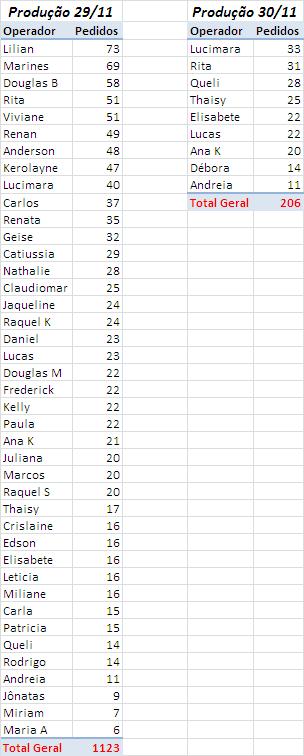 Produção 29/11
Operador Pedidos
Lilian 73
Marines 69
Douglas B 58
Rita 51
Viviane 51
Renan 49
Anderson 48
Kerolayne 47
Lucimara 40
Carlos 37
Renata 35
Geise 32
Catiussia 29
Nathalie 28
Claudiomar 25
Jaqueline 24
Raquel K 24
Daniel 23
Lucas 23
Douglas M 22
Frederick 22
Kelly 22
Paula 22
Ana K 21
Juliana 20
Marcos 20
Raquel S 20
Thaisy 17
Crislaine 16
Edson 16
Elisabete 16
Leticia 16
Miliane 16
Carla 15
Patricia 15
Queli 14
Rodrigo 14
Andreia 11
Jônatas 9
Miriam 7
Maria A 6
Total Geral 1123
Produção 30/11
Operador Pedidos
Lucimara 33
Rita 31
Queli 28
Thaisy 25
Elisabete 22
Lucas 22
Ana K 20
Débora 14
Andreia 11
Total Geral 206